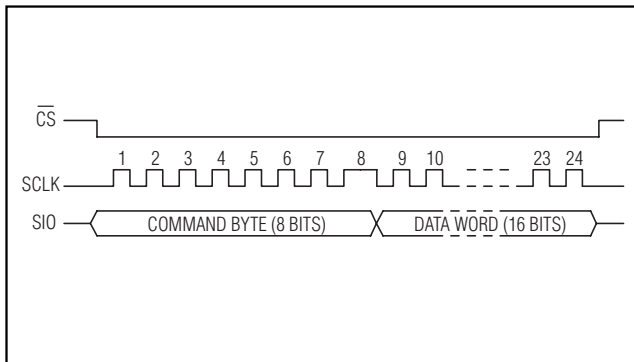 CS
1 2 3 4 5 6 7 8 9 10 23 24
SCLK
SIO COMMAND BYTE (8 BITS) DATA WORD (16 BITS)